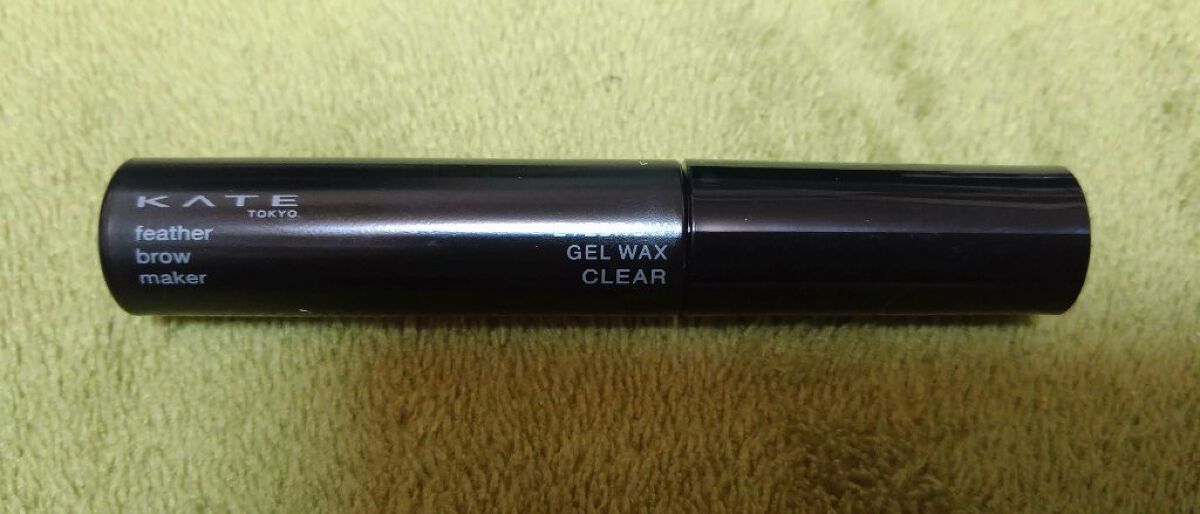 KATE
TOKYO
feather
brow
maker
GEL WAX
CLEAR